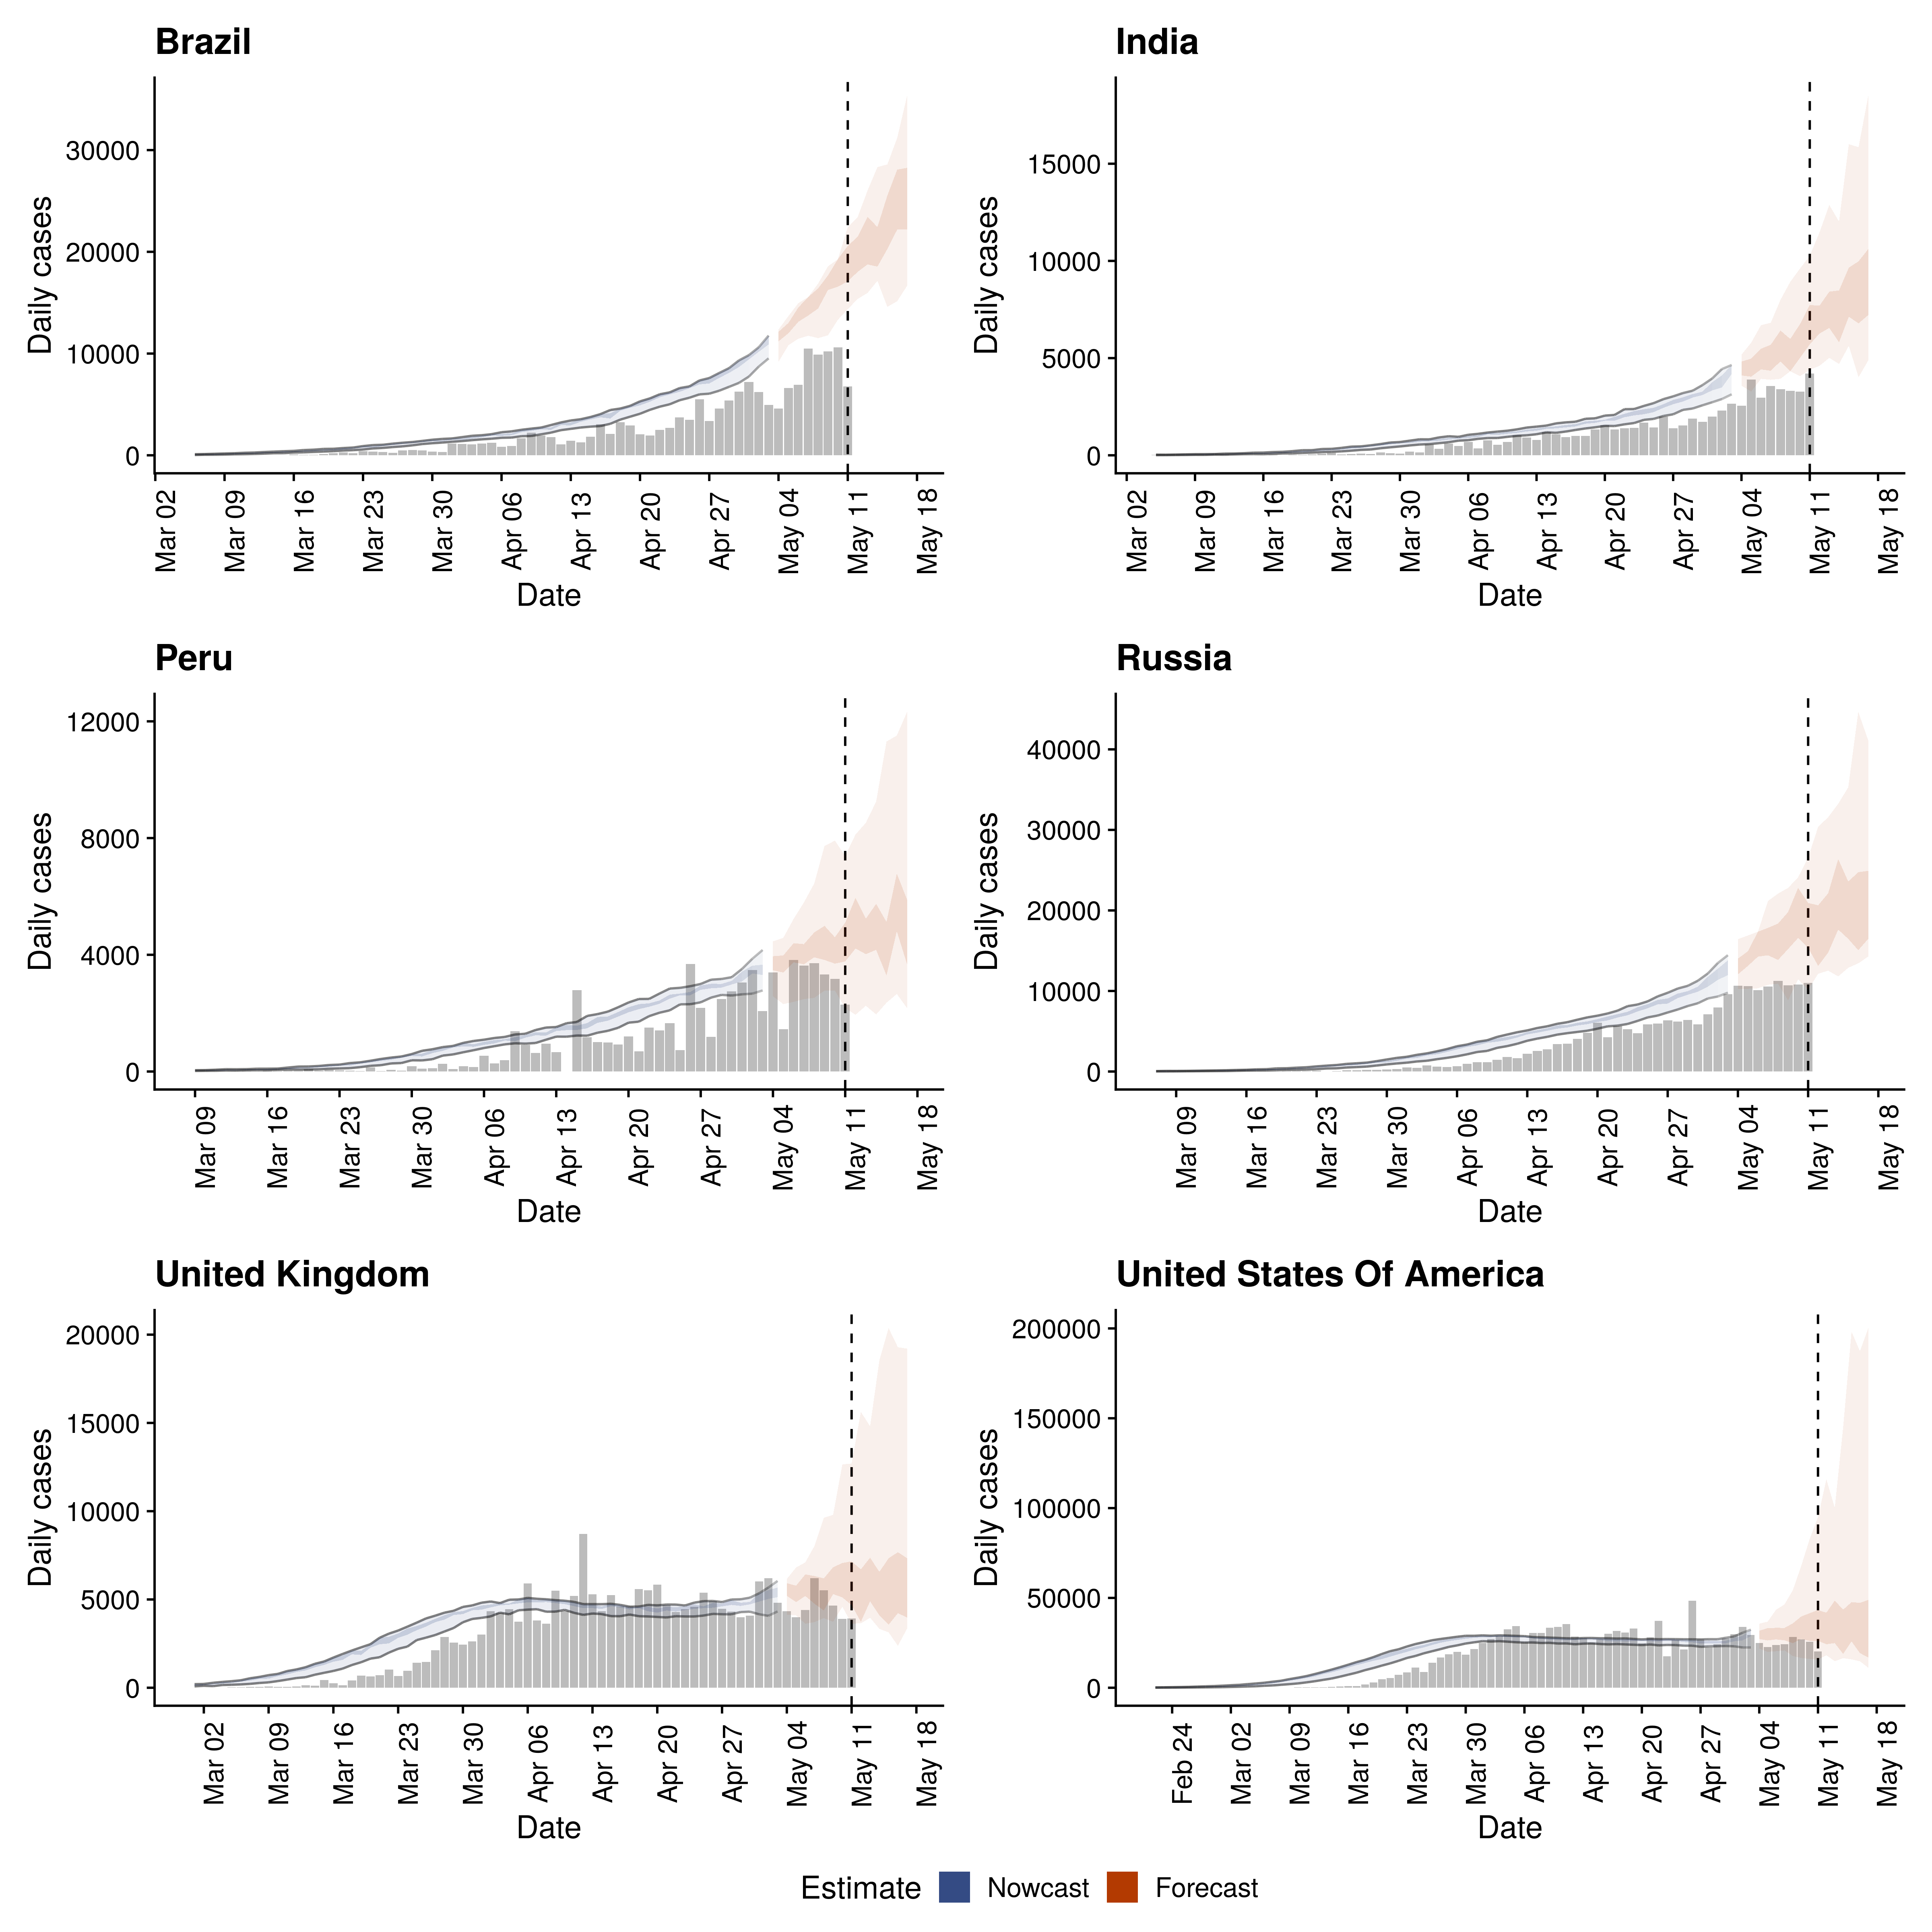 Brazil
Daily cases
30000
20000
10000
0
Mar 02
Mar 09
Mar 16
Mar 23
Mar 30
Apr 06
Apr 13
Apr 20
Apr 27
May 04
May 11
May 18
Date
India
Daily cases
15000
10000
5000
0
Mar 02
Mar 09
Mar 16
Mar 23
Mar 30
Apr 06
Apr 13
Apr 20
Apr 27
May 04
May 11
May 18
Date
Peru
Daily cases
12000
8000
4000
0
Mar 09
Mar 16
Mar 23
Mar 30
Apr 06
Apr 13
Apr 20
Apr 27
May 04
May 11
May 18
Date
Russia
Daily cases
40000
30000
20000
10000
0
Mar 09
Mar 16
Mar 23
Mar 30
Apr 06
Apr 13
Apr 20
Apr 27
May 04
May 11
May 18
Date
United Kingdom
Daily cases
20000
15000
10000
5000
0
Mar 02
Mar 09
Mar 16
Mar 23
Mar 30
Apr 06
Apr 13
Apr 20
Apr 27
May 04
May 11
May 18
Date
United States Of America
Daily cases
200000
150000
100000
50000
0
Feb 24
Mar 02
Mar 09
Mar 16
Mar 23
Mar 30
Apr 06
Apr 13
Apr 20
Apr 27
May 04
May 11
May 18
Date
Estimate Nowcast Forecast